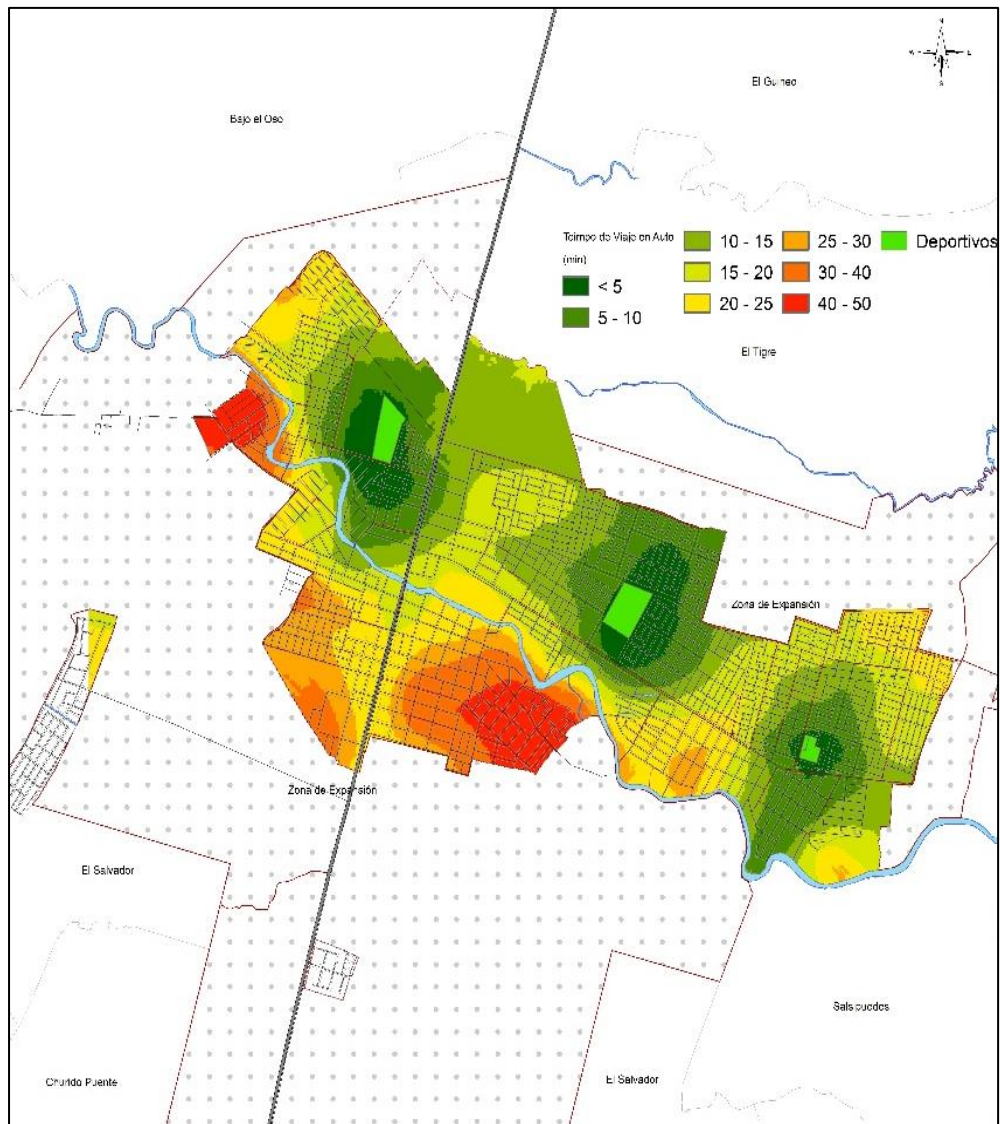 N
W
E
S
El Guineo
Bajo el Oso
Teimpo de Viaje en Auto
(min)
< 5
5 - 10
10 - 15
15 - 20
20 - 25
25 - 30
30 - 40
40 - 50
Deportivos
El Tigre
Zona de Expansión
Zona de Expansión
El Salvador
Salsipuedes
Churido Puente
El Salvador